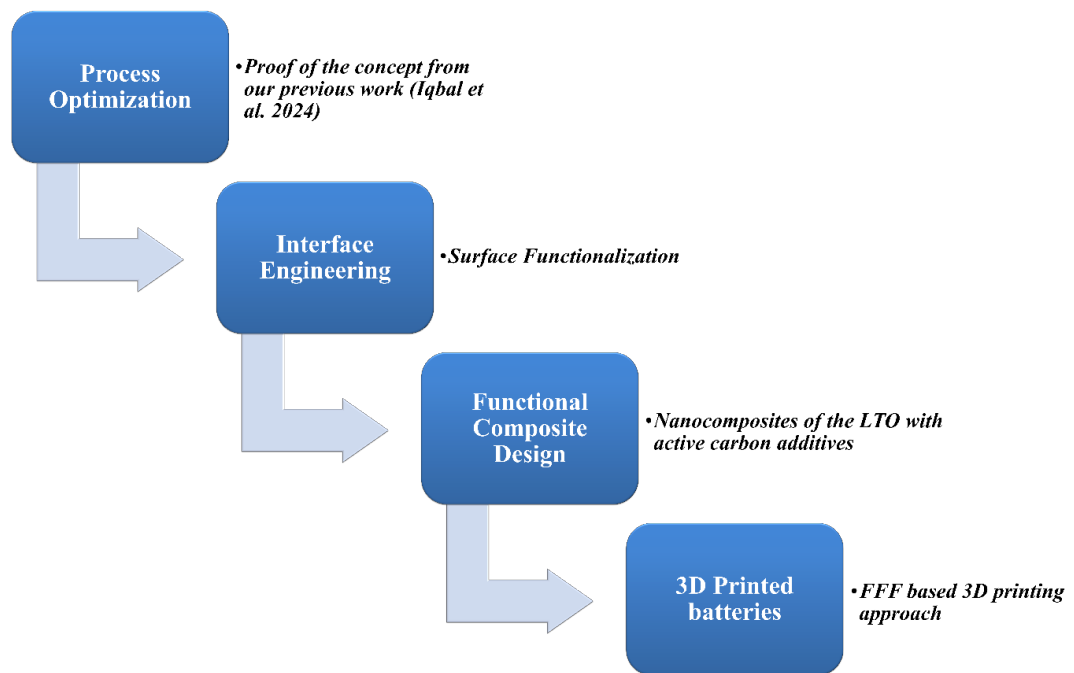 Process
Optimization
•Proof of the concept from
our previous work (Iqbal et
al. 2024)
Interface
Engineering
•Surface Functionalization
Functional
Composite
Design
•Nanocomposites of the LTO with
active carbon additives
3D Printed
batteries
•FFF based 3D printing
approach